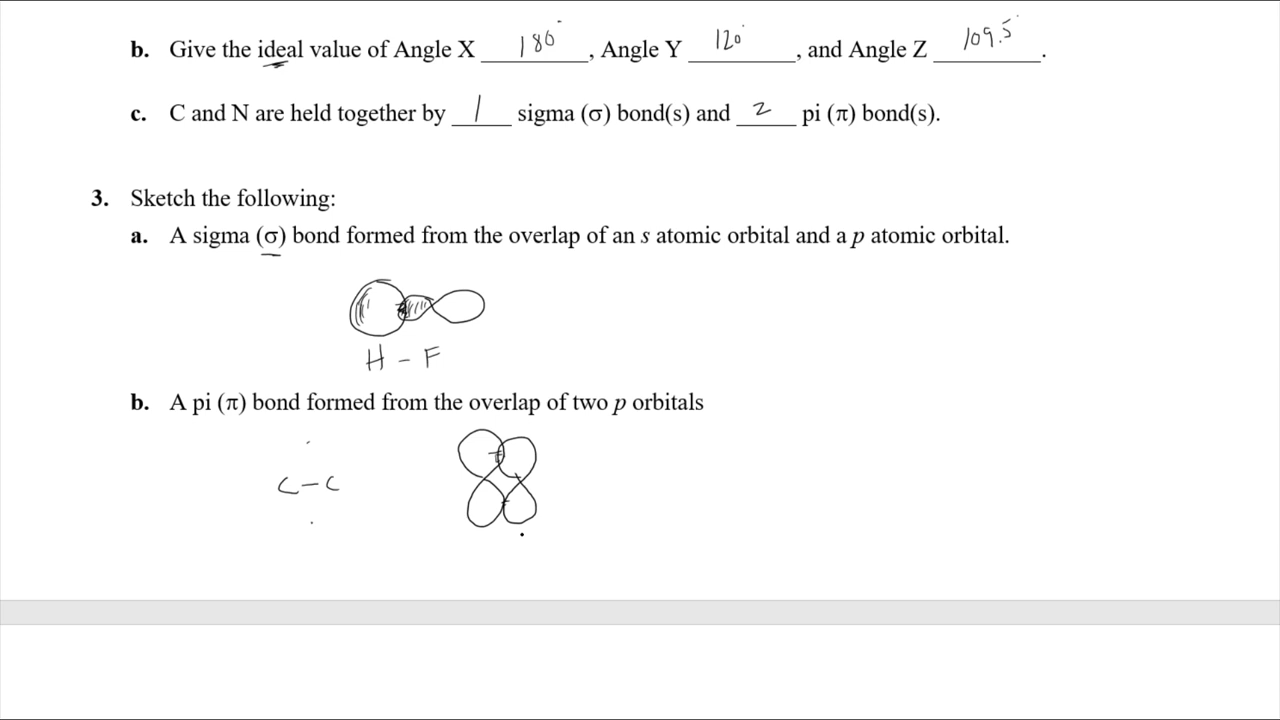 b. Give the ideal value of Angle X 180°, Angle Y 120°, and Angle Z 109.5°.
c. C and N are held together by 1 sigma (σ) bond(s) and 2 pi (π) bond(s).
3. Sketch the following:
a. A sigma (σ) bond formed from the overlap of an s atomic orbital and a p atomic orbital.
H - F
b. A pi (π) bond formed from the overlap of two p orbitals
C - C